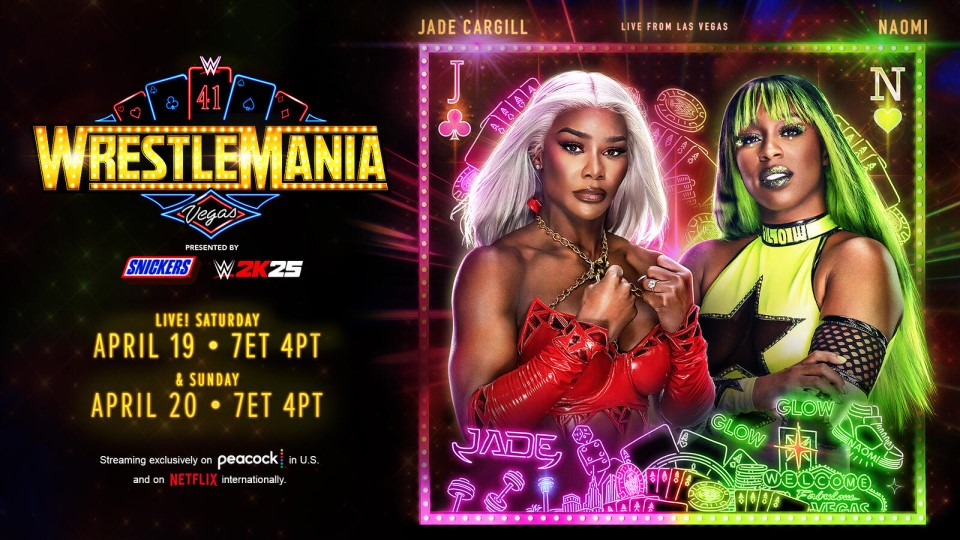 W
41
WRESTLEMANIA
Vegas
PRESENTED BY
SNICKERS W 2K25
LIVE! SATURDAY
APRIL 19 • 7ET 4PT
& SUNDAY
APRIL 20 • 7ET 4PT
Streaming exclusively on peacock in U.S.
and on NETFLIX internationally.
JADE CARGILL LIVE FROM LAS VEGAS NAOMI
J N
JADE
GLOW
GLOW
NAOMI
WELCOME
Fabulous
VEGAS